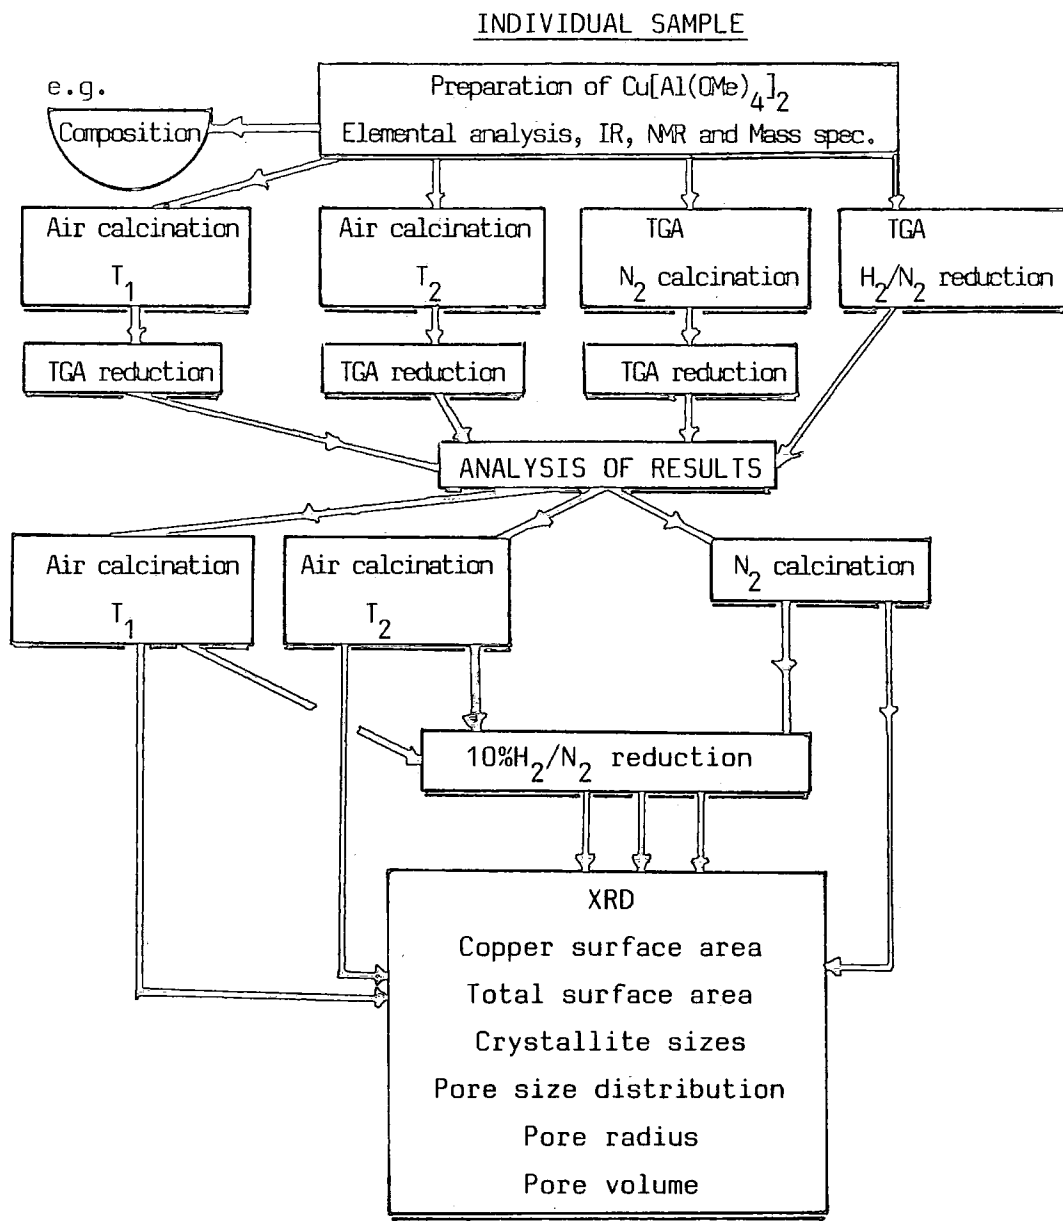 INDIVIDUAL SAMPLE
e.g.
Composition
Preparation of Cu[Al(OMe)₄]₂
Elemental analysis, IR, NMR and Mass spec.
Air calcination
T₁
Air calcination
T₂
TGA
N₂ calcination
TGA
H₂/N₂ reduction
TGA reduction
TGA reduction
TGA reduction
ANALYSIS OF RESULTS
Air calcination
T₁
Air calcination
T₂
N₂ calcination
10%H₂/N₂ reduction
XRD
Copper surface area
Total surface area
Crystallite sizes
Pore size distribution
Pore radius
Pore volume